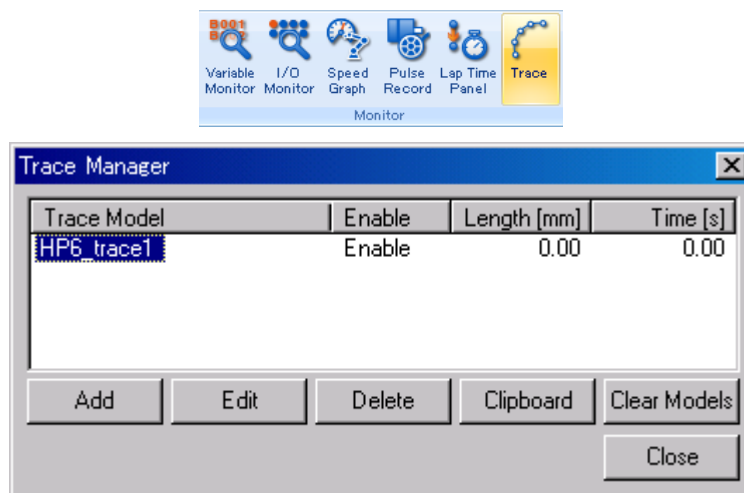 B001
Variable Monitor
I/O Monitor
Speed Graph
Pulse Record
Lap Time Panel
Trace
Monitor
Trace Manager
Trace Model Enable Length [mm] Time [s]
HP6_trace1 Enable 0.00 0.00
Add Edit Delete Clipboard Clear Models
Close